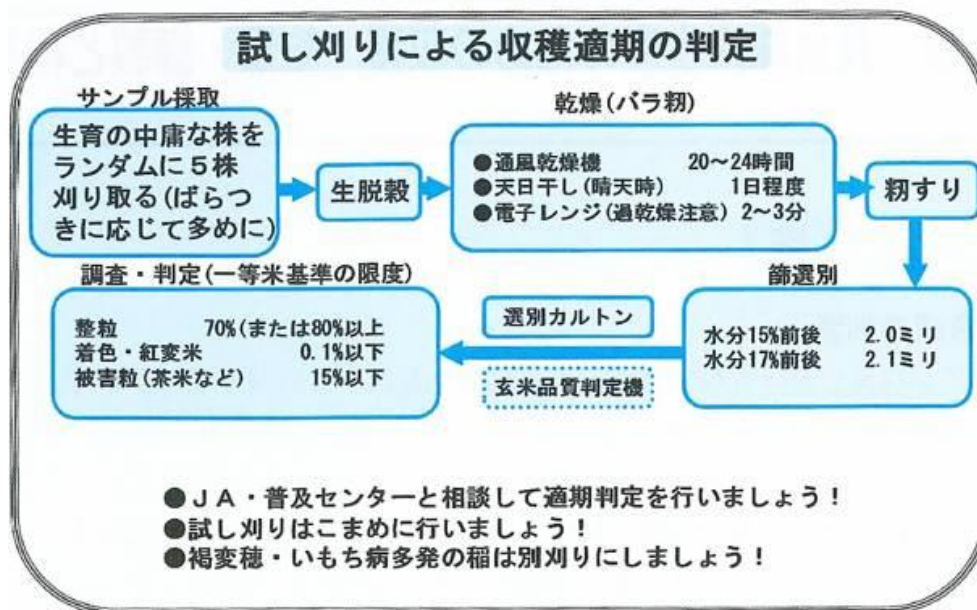 試し刈りによる収穫適期の判定
サンプル採取
生育の中庸な株を
ランダムに５株
刈り取る(ばらつ
きに応じて多めに)
生脱穀
乾燥(バラ籾)
●通風乾燥機 20～24時間
●天日干し(晴天時) 1日程度
●電子レンジ(過乾燥注意) 2～3分
籾すり
篩選別
水分15%前後 2.0ミリ
水分17%前後 2.1ミリ
選別カルトン
玄米品質判定機
調査・判定(一等米基準の限度)
整粒 70%(または80%以上
着色・紅変米 0.1%以下
被害粒(茶米など) 15%以下
●ＪＡ・普及センターと相談して適期判定を行いましょう！
●試し刈りはこまめに行いましょう！
●褐変穂・いもち病多発の稲は別刈りにしましょう！